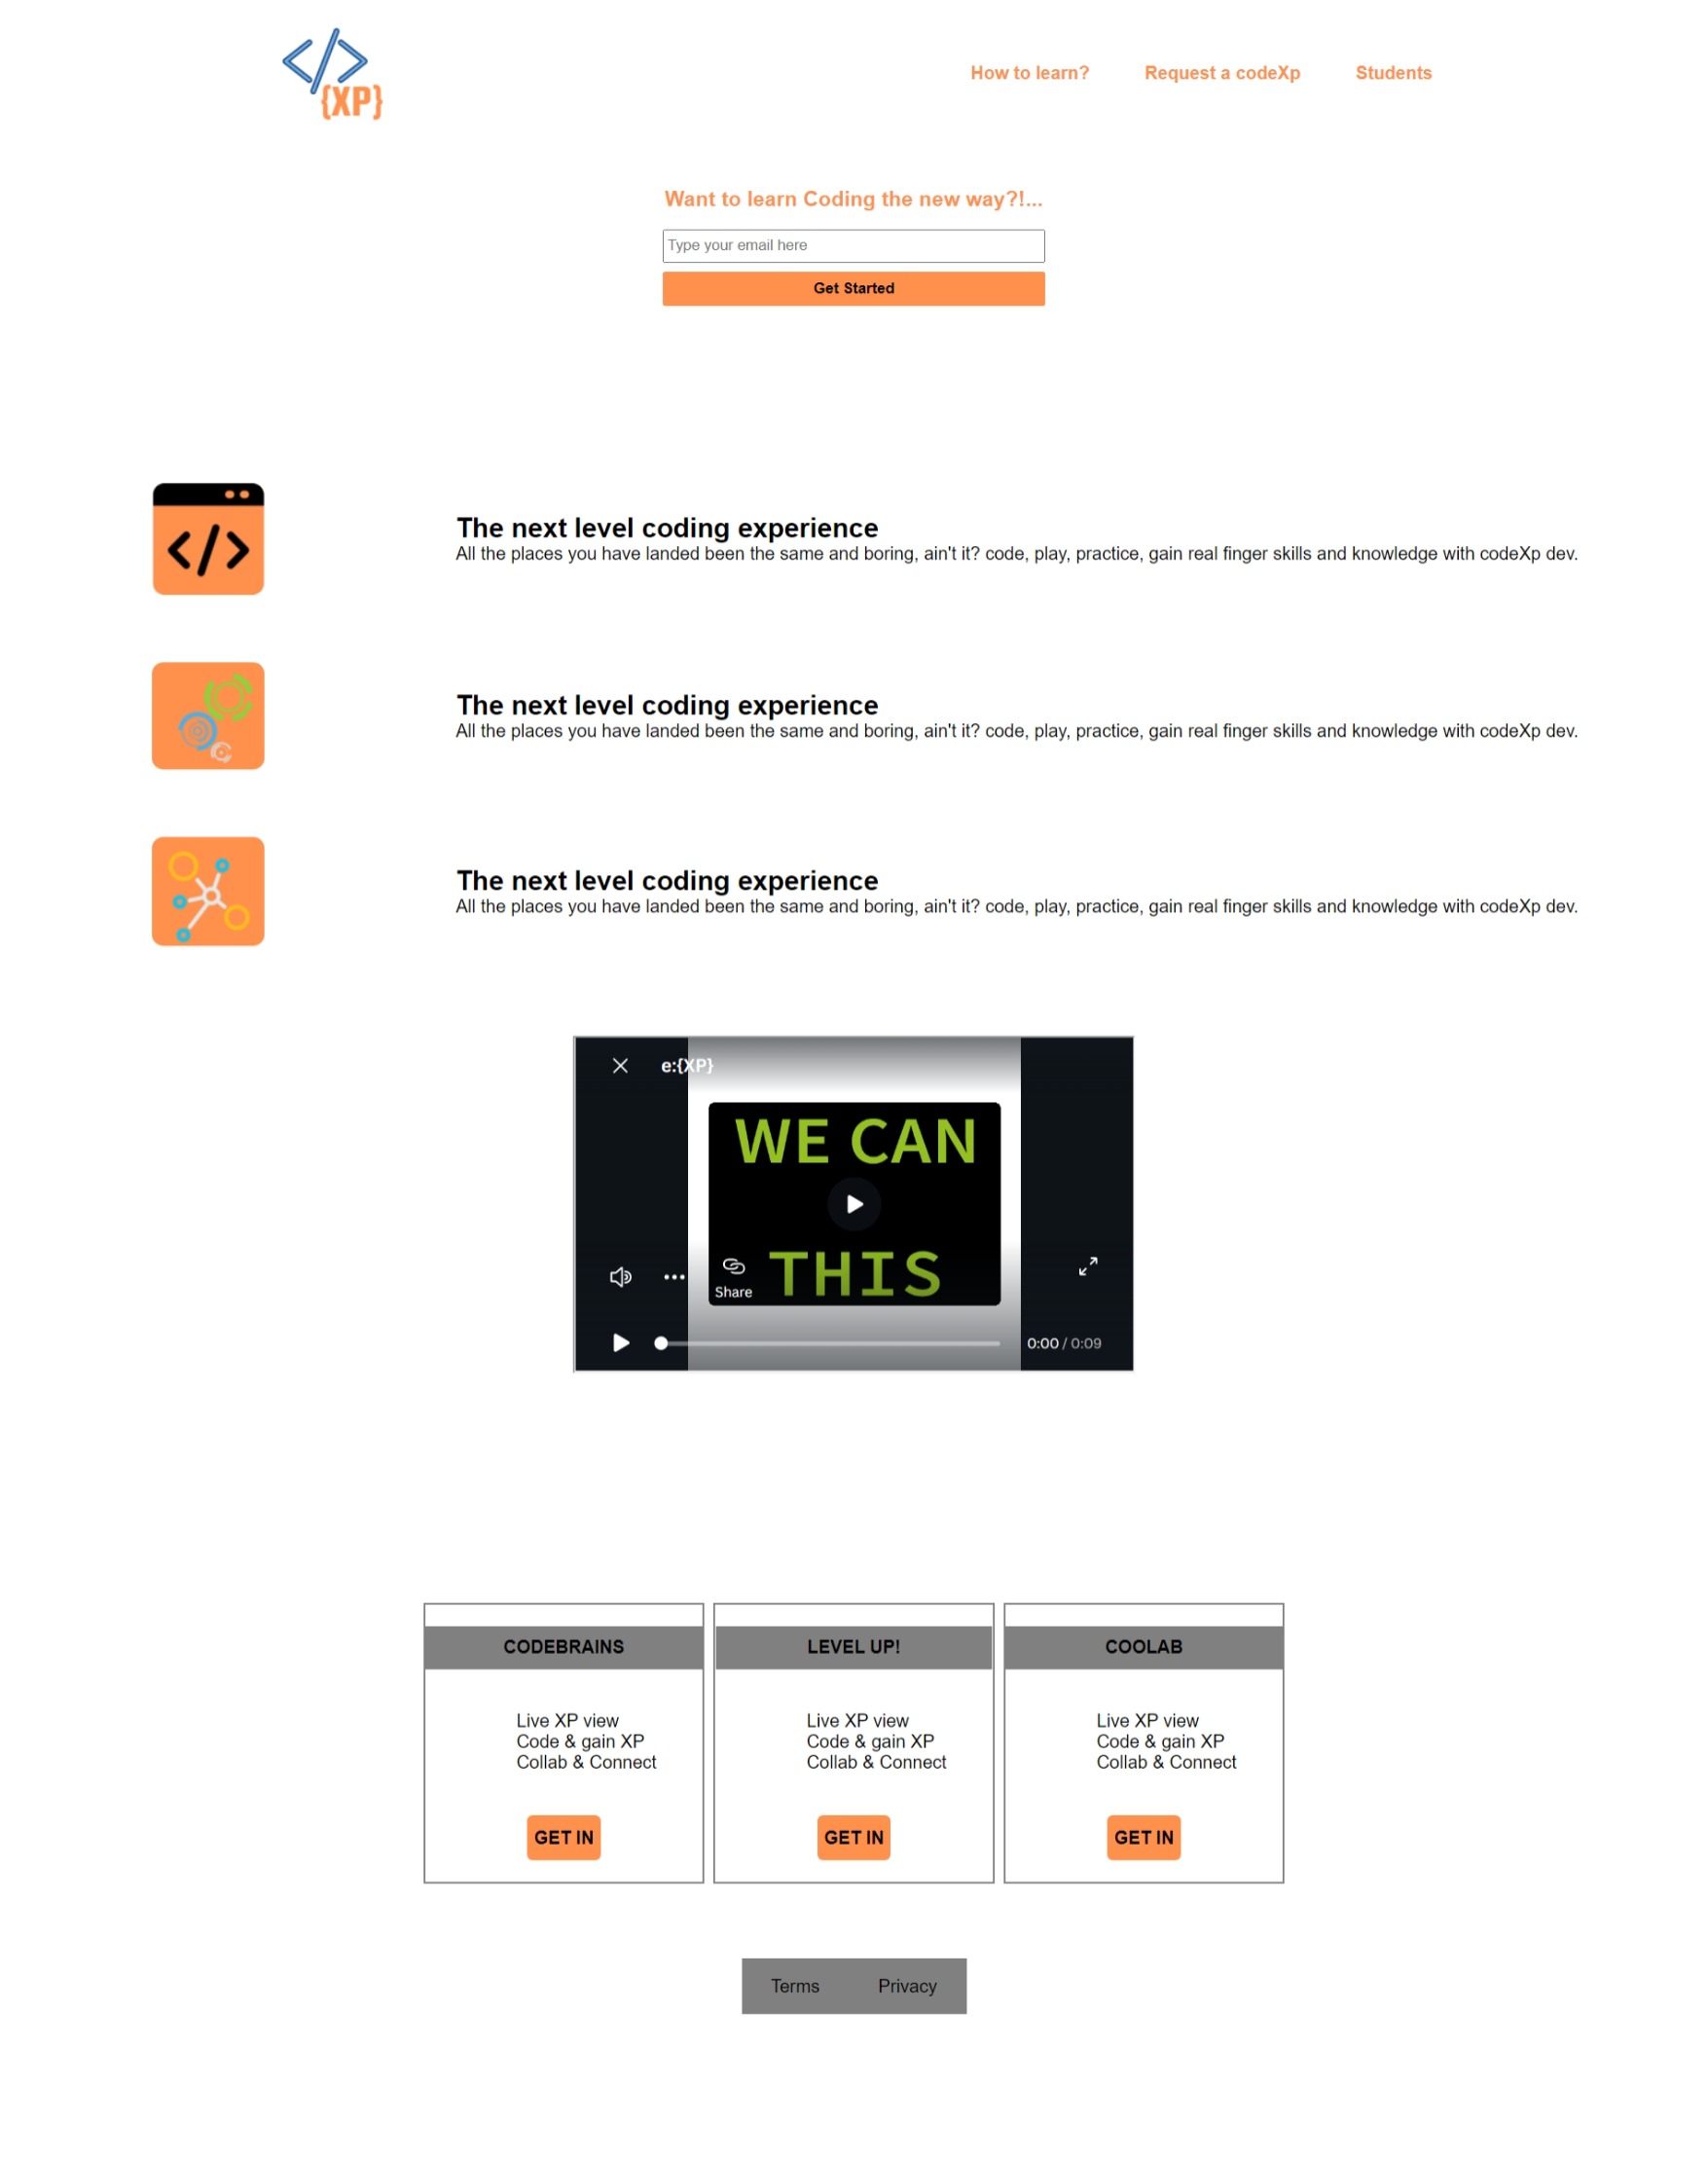 </>
{XP}
How to learn? Request a codeXp Students
Want to learn Coding the new way?!...
Type your email here
Get Started
</>
The next level coding experience
All the places you have landed been the same and boring, ain't it? code, play, practice, gain real finger skills and knowledge with codeXp dev.
The next level coding experience
All the places you have landed been the same and boring, ain't it? code, play, practice, gain real finger skills and knowledge with codeXp dev.
The next level coding experience
All the places you have landed been the same and boring, ain't it? code, play, practice, gain real finger skills and knowledge with codeXp dev.
e:{XP}
WE CAN
THIS
Share
0:00 / 0:09
CODEBRAINS
Live XP view
Code & gain XP
Collab & Connect
GET IN
LEVEL UP!
Live XP view
Code & gain XP
Collab & Connect
GET IN
COOLAB
Live XP view
Code & gain XP
Collab & Connect
GET IN
Terms Privacy